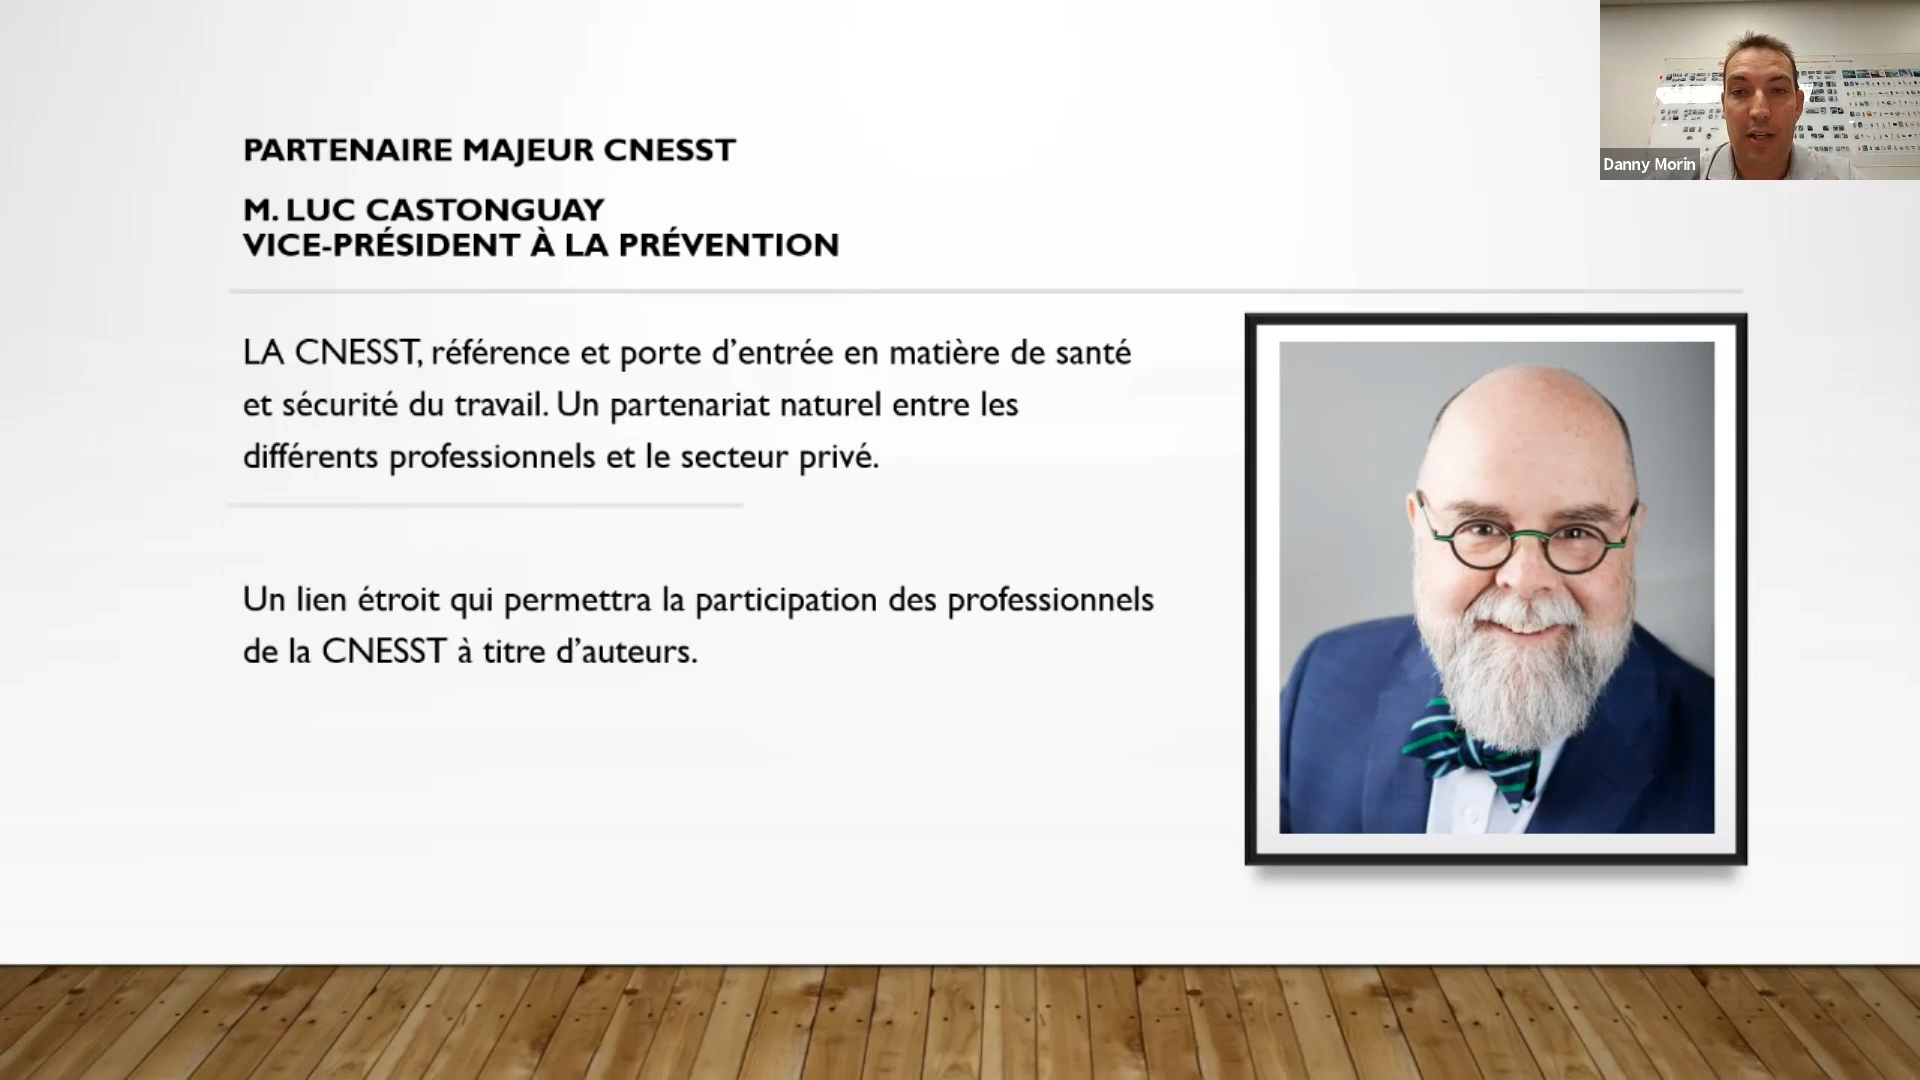 PARTENAIRE MAJEUR CNESST
M. LUC CASTONGUAY
VICE-PRÉSIDENT À LA PRÉVENTION
LA CNESST, référence et porte d’entrée en matière de santé
et sécurité du travail. Un partenariat naturel entre les
différents professionnels et le secteur privé.
Un lien étroit qui permettra la participation des professionnels
de la CNESST à titre d’auteurs.
Danny Morin